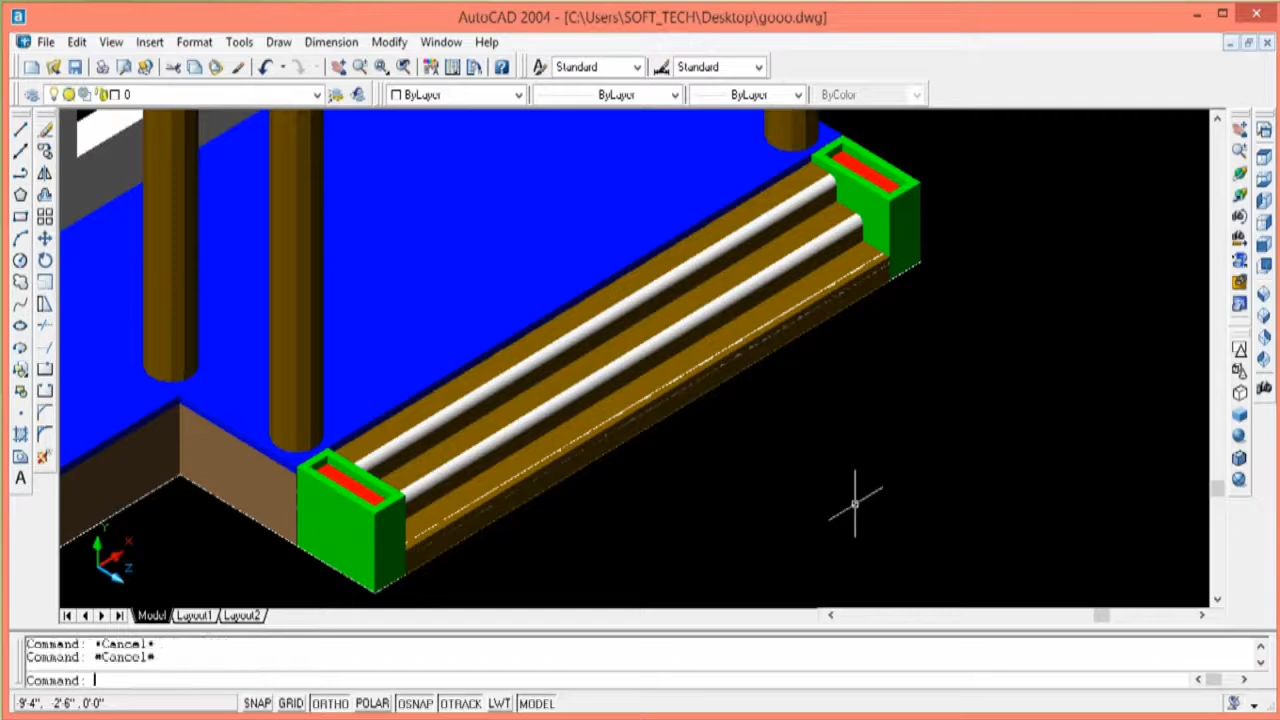 AutoCAD 2004 - [C:\Users\SOFT_TECH\Desktop\gooo.dwg]
File Edit View Insert Format Tools Draw Dimension Modify Window Help
Standard Standard
0 ByLayer ByLayer ByLayer ByColor
A
Y
X
Z
Model Layout1 Layout2
Command: *Cancel*
Command: *Cancel*
Command:
-9'-4", -2'-6", 0'-0" SNAP GRID ORTHO POLAR OSNAP OTRACK LWT MODEL